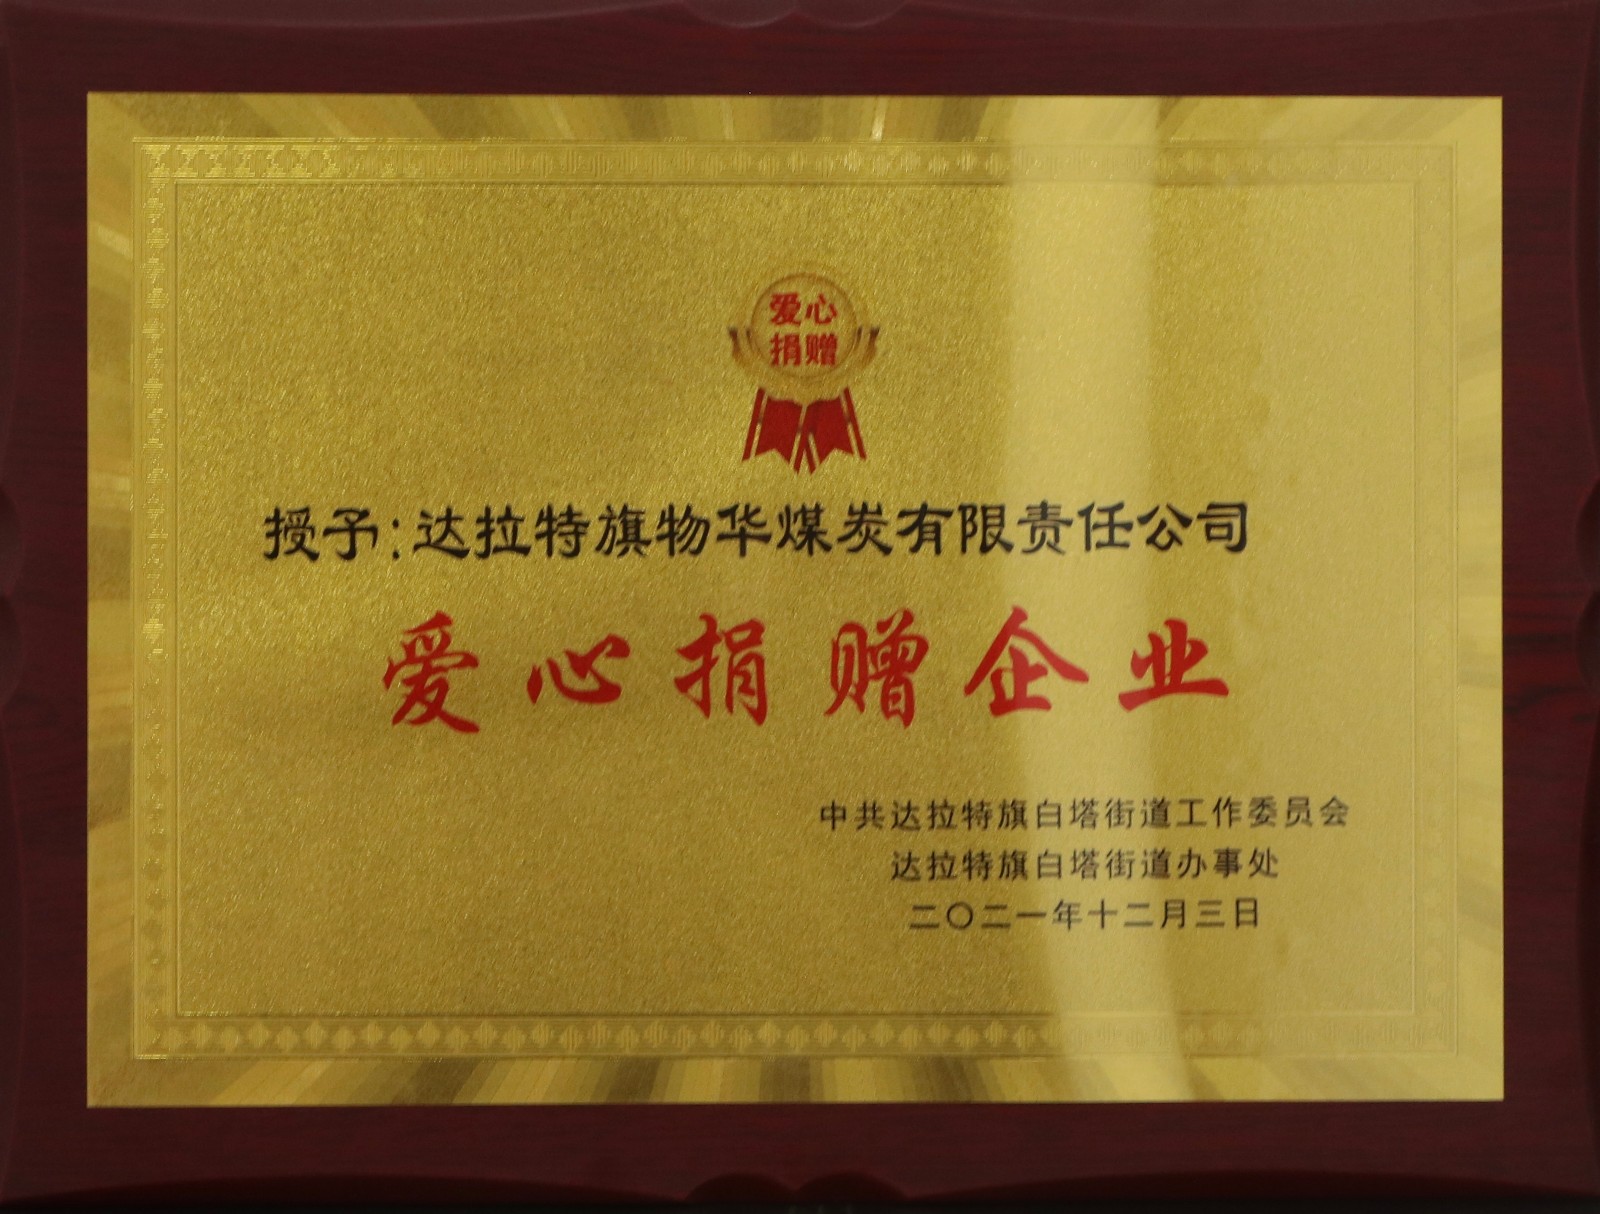 爱心
捐赠
授予:达拉特旗物华煤炭有限责任公司
爱心捐赠企业
中共达拉特旗白塔街道工作委员会
达拉特旗白塔街道办事处
二〇二一年十二月三日